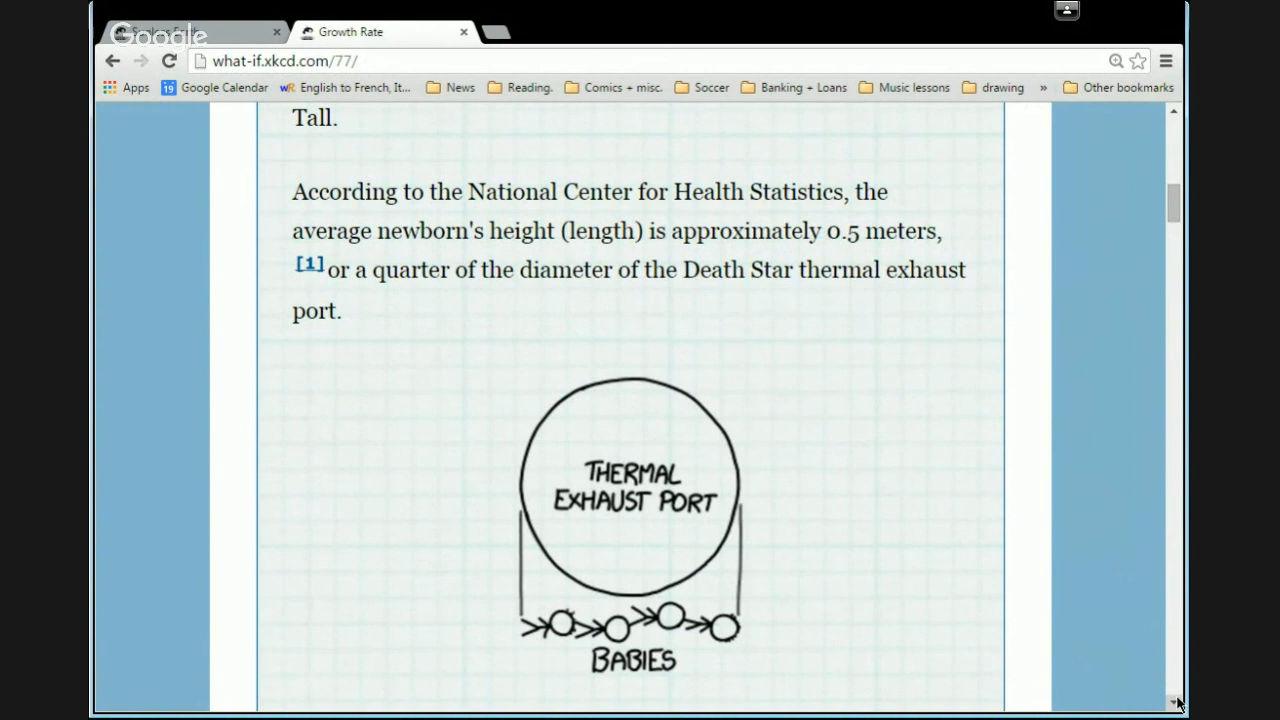 Google
Growth Rate
what-if.xkcd.com/77/
Apps
19 Google Calendar
wR English to French, It...
News
Reading.
Comics + misc.
Soccer
Banking + Loans
Music lessons
drawing
»
Other bookmarks
Tall.
According to the National Center for Health Statistics, the
average newborn's height (length) is approximately 0.5 meters,
[1] or a quarter of the diameter of the Death Star thermal exhaust
port.
THERMAL
EXHAUST PORT
BABIES